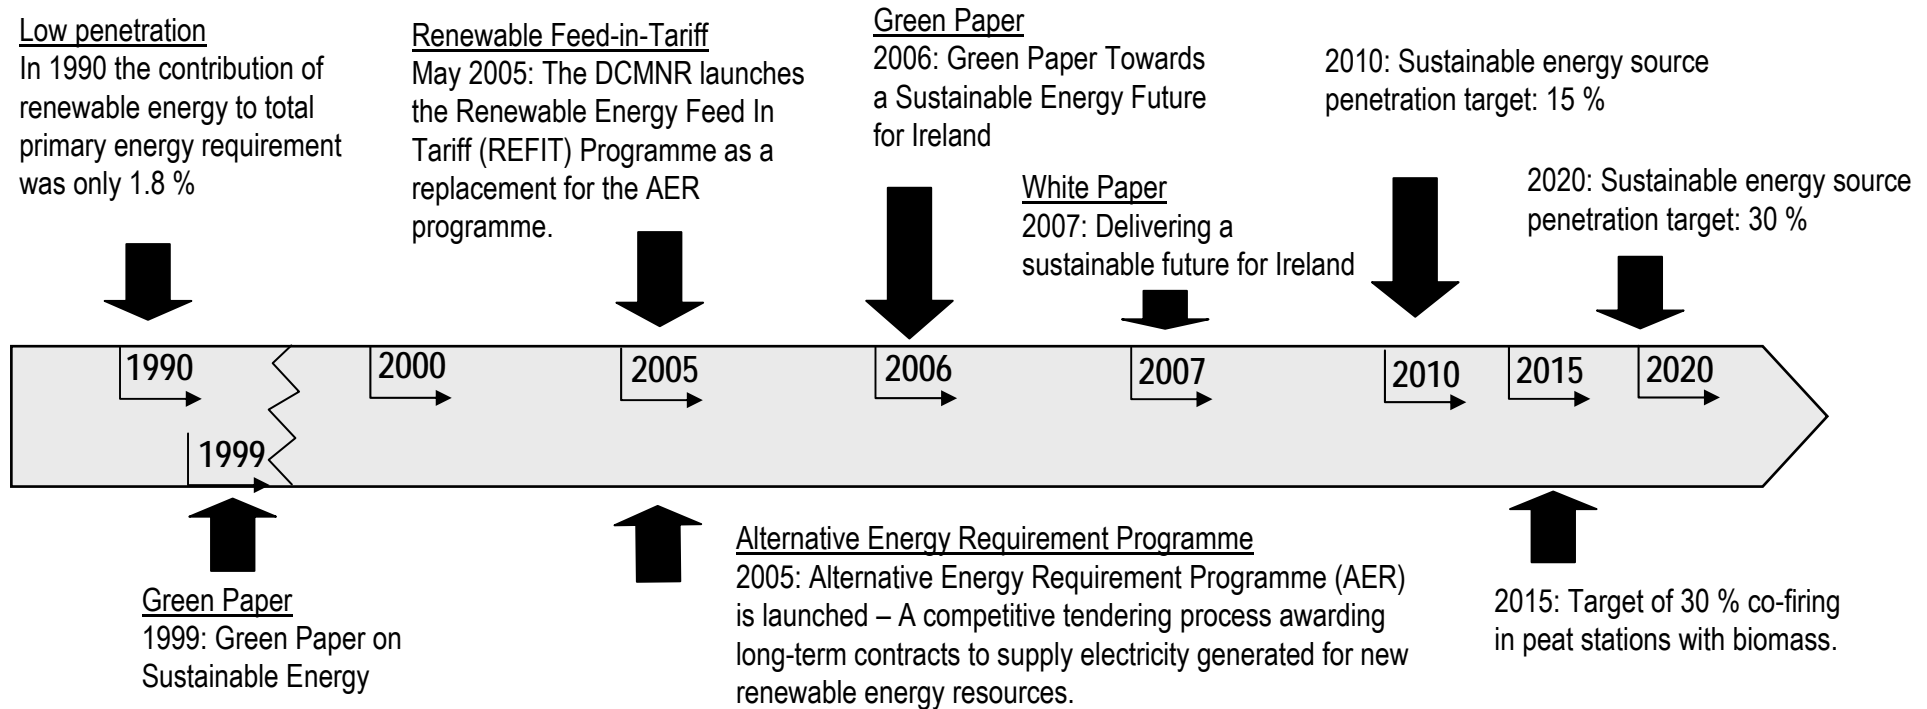 Low penetration
In 1990 the contribution of
renewable energy to total
primary energy requirement
was only 1.8 %
Renewable Feed-in-Tariff
May 2005: The DCMNR launches
the Renewable Energy Feed In
Tariff (REFIT) Programme as a
replacement for the AER
programme.
Green Paper
2006: Green Paper Towards
a Sustainable Energy Future
for Ireland
White Paper
2007: Delivering a
sustainable future for Ireland
2010: Sustainable energy source
penetration target: 15 %
2020: Sustainable energy source
penetration target: 30 %
1990
1999
2000
2005
2006
2007
2010
2015
2020
Green Paper
1999: Green Paper on
Sustainable Energy
Alternative Energy Requirement Programme
2005: Alternative Energy Requirement Programme (AER)
is launched – A competitive tendering process awarding
long-term contracts to supply electricity generated for new
renewable energy resources.
2015: Target of 30 % co-firing
in peat stations with biomass.